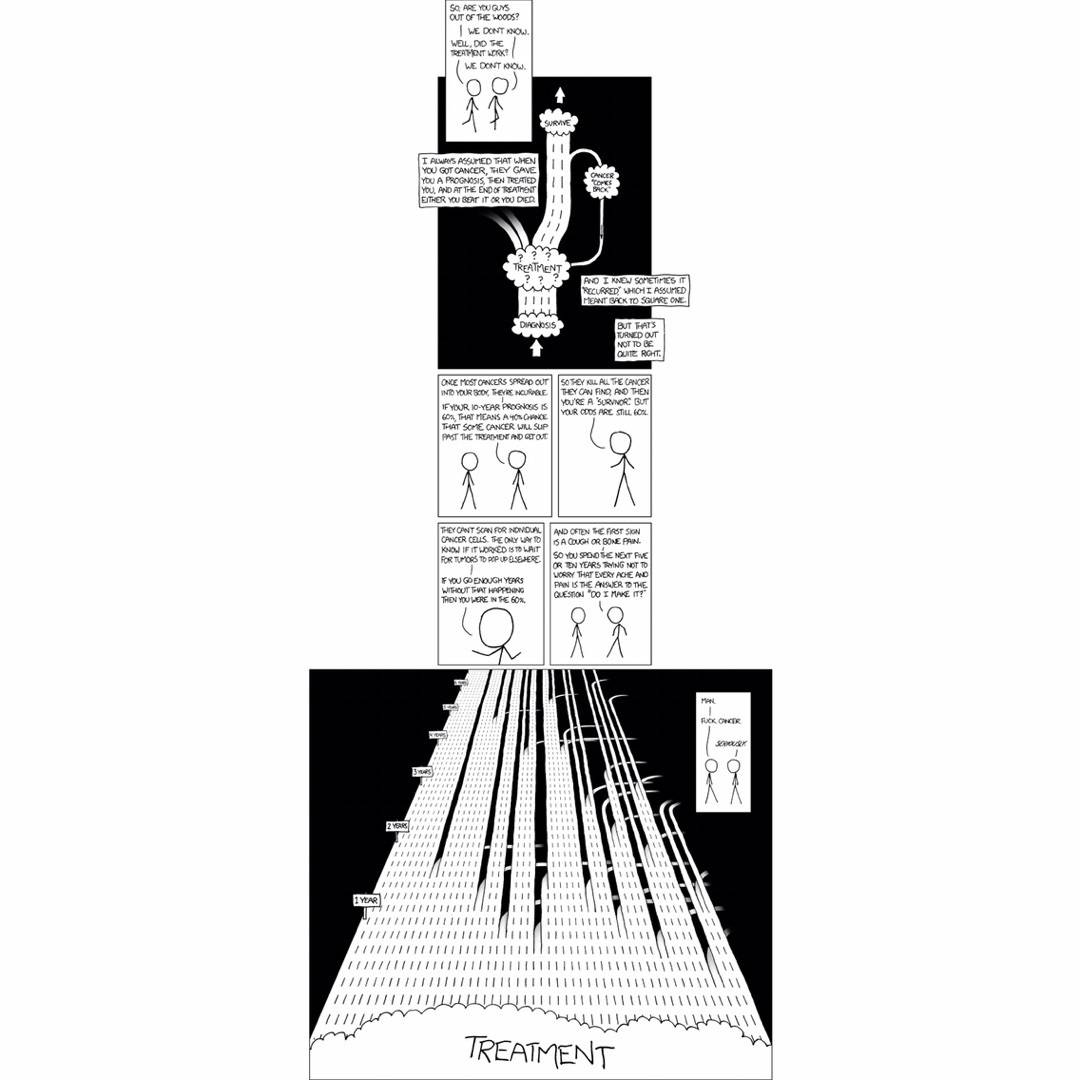 SO, ARE YOU GUYS
OUT OF THE WOODS?
WE DON'T KNOW.
WELL, DID THE
TREATMENT WORK?
WE DON'T KNOW.
I ALWAYS ASSUMED THAT WHEN
YOU GOT CANCER, THEY GAVE
YOU A PROGNOSIS, THEN TREATED
YOU, AND AT THE END OF TREATMENT
EITHER YOU BEAT IT OR YOU DIED.
SURVIVE
CANCER
"COMES
BACK"
? ? ?
TREATMENT
? ? ?
DIAGNOSIS
AND I KNEW SOMETIMES IT
"RECURRED," WHICH I ASSUMED
MEANT BACK TO SQUARE ONE.
BUT THAT'S
TURNED OUT
NOT TO BE
QUITE RIGHT.
ONCE MOST CANCERS SPREAD OUT
INTO YOUR BODY, THEY'RE INCURABLE.
IF YOUR 10-YEAR PROGNOSIS IS
60%, THAT MEANS A 40% CHANCE
THAT SOME CANCER WILL SLIP
PAST THE TREATMENT AND GET OUT.
SO THEY KILL ALL THE CANCER
THEY CAN FIND, AND THEN
YOU'RE A "SURVIVOR." BUT
YOUR ODDS ARE STILL 60%.
THEY CAN'T SCAN FOR INDIVIDUAL
CANCER CELLS. THE ONLY WAY TO
KNOW IF IT WORKED IS TO WAIT
FOR TUMORS TO POP UP ELSEWHERE.
IF YOU GO ENOUGH YEARS
WITHOUT THAT HAPPENING
THEN YOU WERE IN THE 60%.
AND OFTEN THE FIRST SIGN
IS A COUGH OR BONE PAIN.
SO YOU SPEND THE NEXT FIVE
OR TEN YEARS TRYING NOT TO
WORRY THAT EVERY ACHE AND
PAIN IS THE ANSWER TO THE
QUESTION "DO I MAKE IT?"
4 YEARS
3 YEARS
2 YEARS
1 YEAR
MAN.
FUCK CANCER.
SERIOUSLY.
TREATMENT